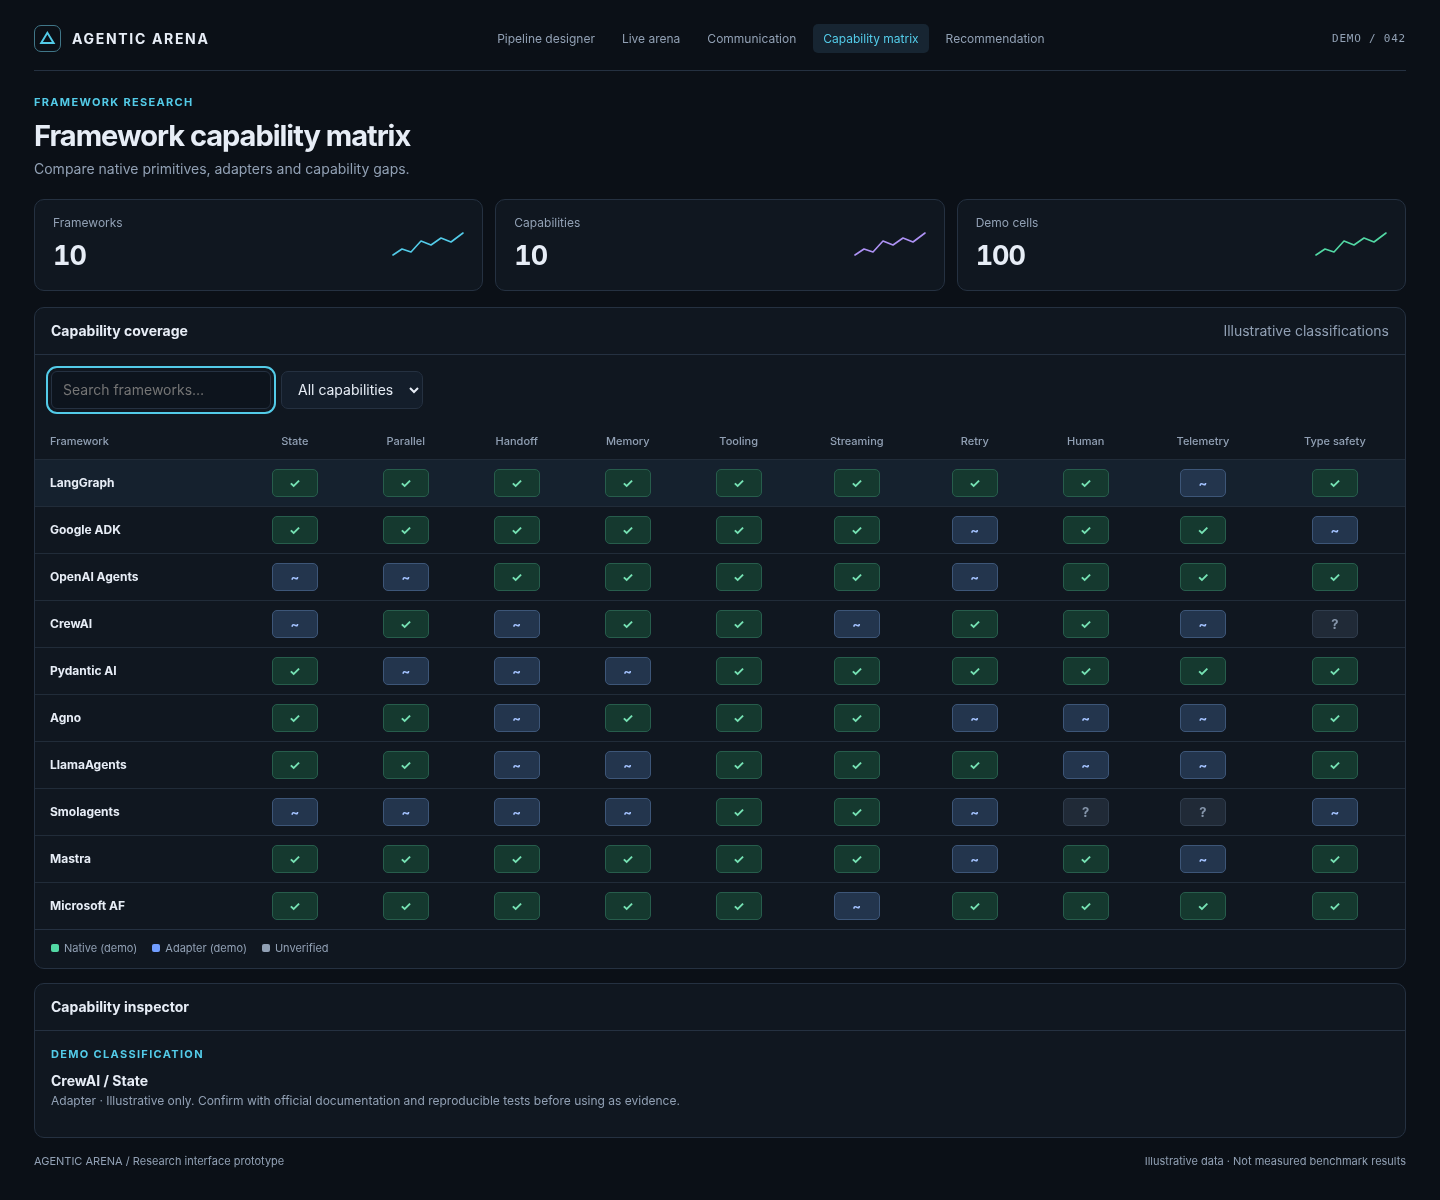 AGENTIC ARENA
Pipeline designer Live arena Communication Capability matrix Recommendation
DEMO / 042
FRAMEWORK RESEARCH
Framework capability matrix
Compare native primitives, adapters and capability gaps.
Frameworks
10
Capabilities
10
Demo cells
100
Capability coverage
Illustrative classifications
Search frameworks...
All capabilities
Framework State Parallel Handoff Memory Tooling Streaming Retry Human Telemetry Type safety
LangGraph ✓ ✓ ✓ ✓ ✓ ✓ ✓ ✓ ~ ✓
Google ADK ✓ ✓ ✓ ✓ ✓ ✓ ~ ✓ ✓ ~
OpenAI Agents ~ ~ ✓ ✓ ✓ ✓ ~ ✓ ✓ ✓
CrewAI ~ ✓ ~ ✓ ✓ ~ ✓ ✓ ~ ?
Pydantic AI ✓ ~ ~ ~ ✓ ✓ ✓ ✓ ✓ ✓
Agno ✓ ✓ ~ ✓ ✓ ✓ ~ ~ ~ ✓
LlamaAgents ✓ ✓ ~ ~ ✓ ✓ ✓ ~ ~ ✓
Smolagents ~ ~ ~ ~ ✓ ✓ ~ ? ? ~
Mastra ✓ ✓ ✓ ✓ ✓ ✓ ~ ✓ ~ ✓
Microsoft AF ✓ ✓ ✓ ✓ ✓ ~ ✓ ✓ ✓ ✓
Native (demo) Adapter (demo) Unverified
Capability inspector
DEMO CLASSIFICATION
CrewAI / State
Adapter · Illustrative only. Confirm with official documentation and reproducible tests before using as evidence.
AGENTIC ARENA / Research interface prototype
Illustrative data · Not measured benchmark results